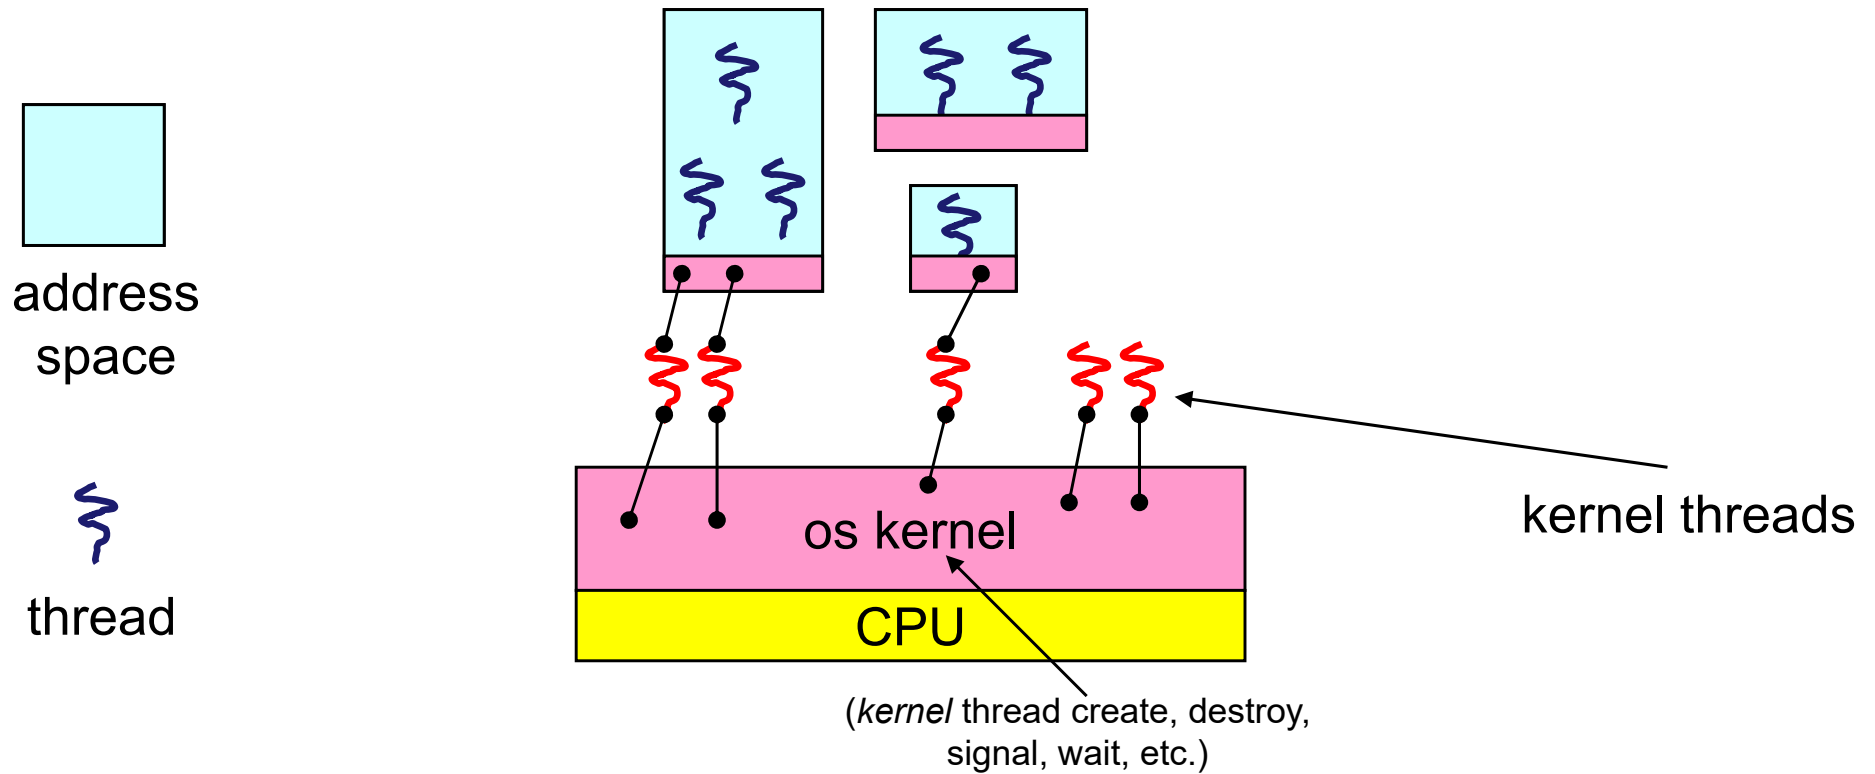 address
space
thread
os kernel
CPU
kernel threads
(kernel thread create, destroy,
signal, wait, etc.)